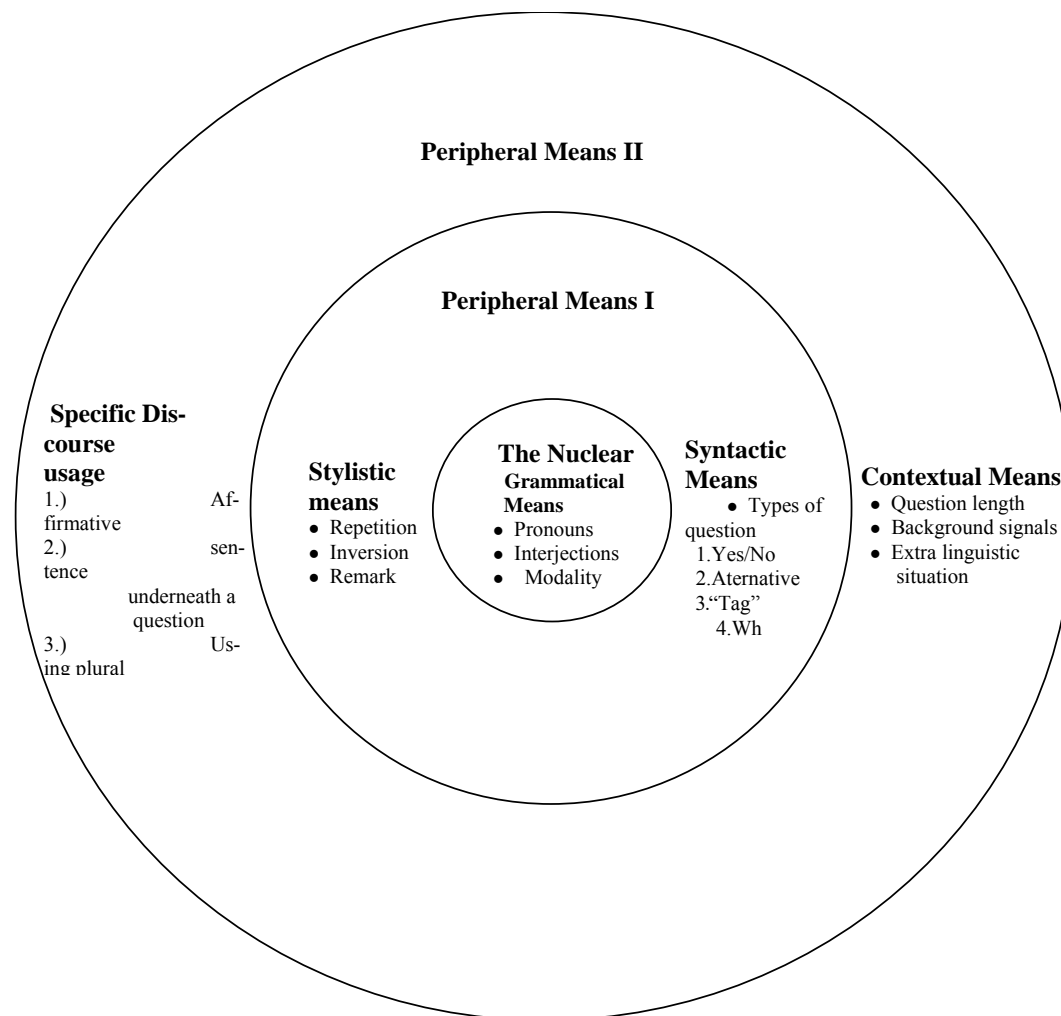 Peripheral Means II
Peripheral Means I
Specific Dis-
course
usage
1.) Af-
firmative
2.) sen-
tence
underneath a
question
3.) Us-
ing plural
Stylistic
means
• Repetition
• Inversion
• Remark
The Nuclear
Grammatical
Means
• Pronouns
• Interjections
• Modality
Syntactic
Means
• Types of
question
1.Yes/No
2.Aternative
3.“Tag”
4.Wh
Contextual Means
• Question length
• Background signals
• Extra linguistic
situation